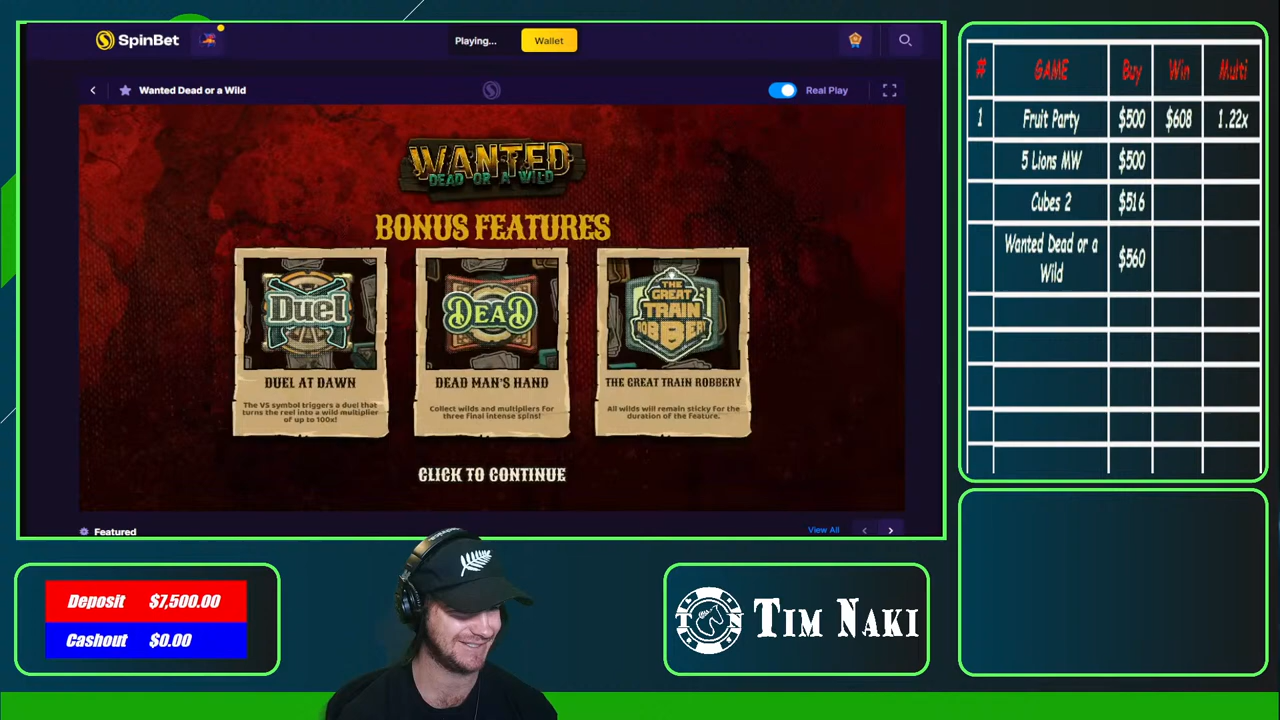 SpinBet
Playing...
Wallet
Wanted Dead or a Wild
Real Play
WANTED
DEAD OR A WILD
BONUS FEATURES
Duel
DUEL AT DAWN
The VS symbol triggers a duel that
turns the reel into a wild multiplier
of up to 100x!
DEAD
DEAD MAN'S HAND
Collect wilds and multipliers for
three final intense spins!
THE
GREAT
TRAIN
ROBBERY
THE GREAT TRAIN ROBBERY
All wilds will remain sticky for the
duration of the feature.
CLICK TO CONTINUE
Featured
View All
# GAME Buy Win Multi
1 Fruit Party $500 $608 1.22x
5 Lions MW $500
Cubes 2 $516
Wanted Dead or a
Wild $560
Deposit $7,500.00
Cashout $0.00
TIM NAKI